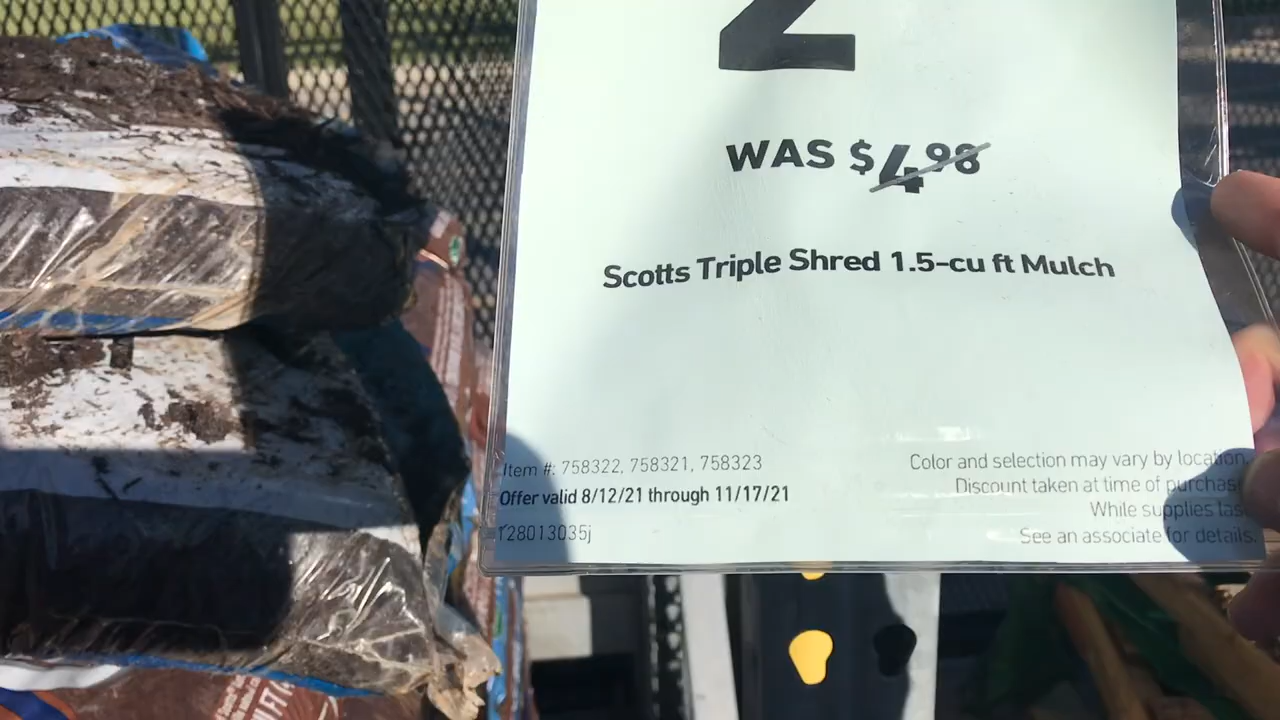 2
WAS $4.98
Scotts Triple Shred 1.5-cu ft Mulch
Item #: 758322, 758321, 758323
Offer valid 8/12/21 through 11/17/21
128013035j
Color and selection may vary by location.
Discount taken at time of purchase
While supplies last
See an associate for details.